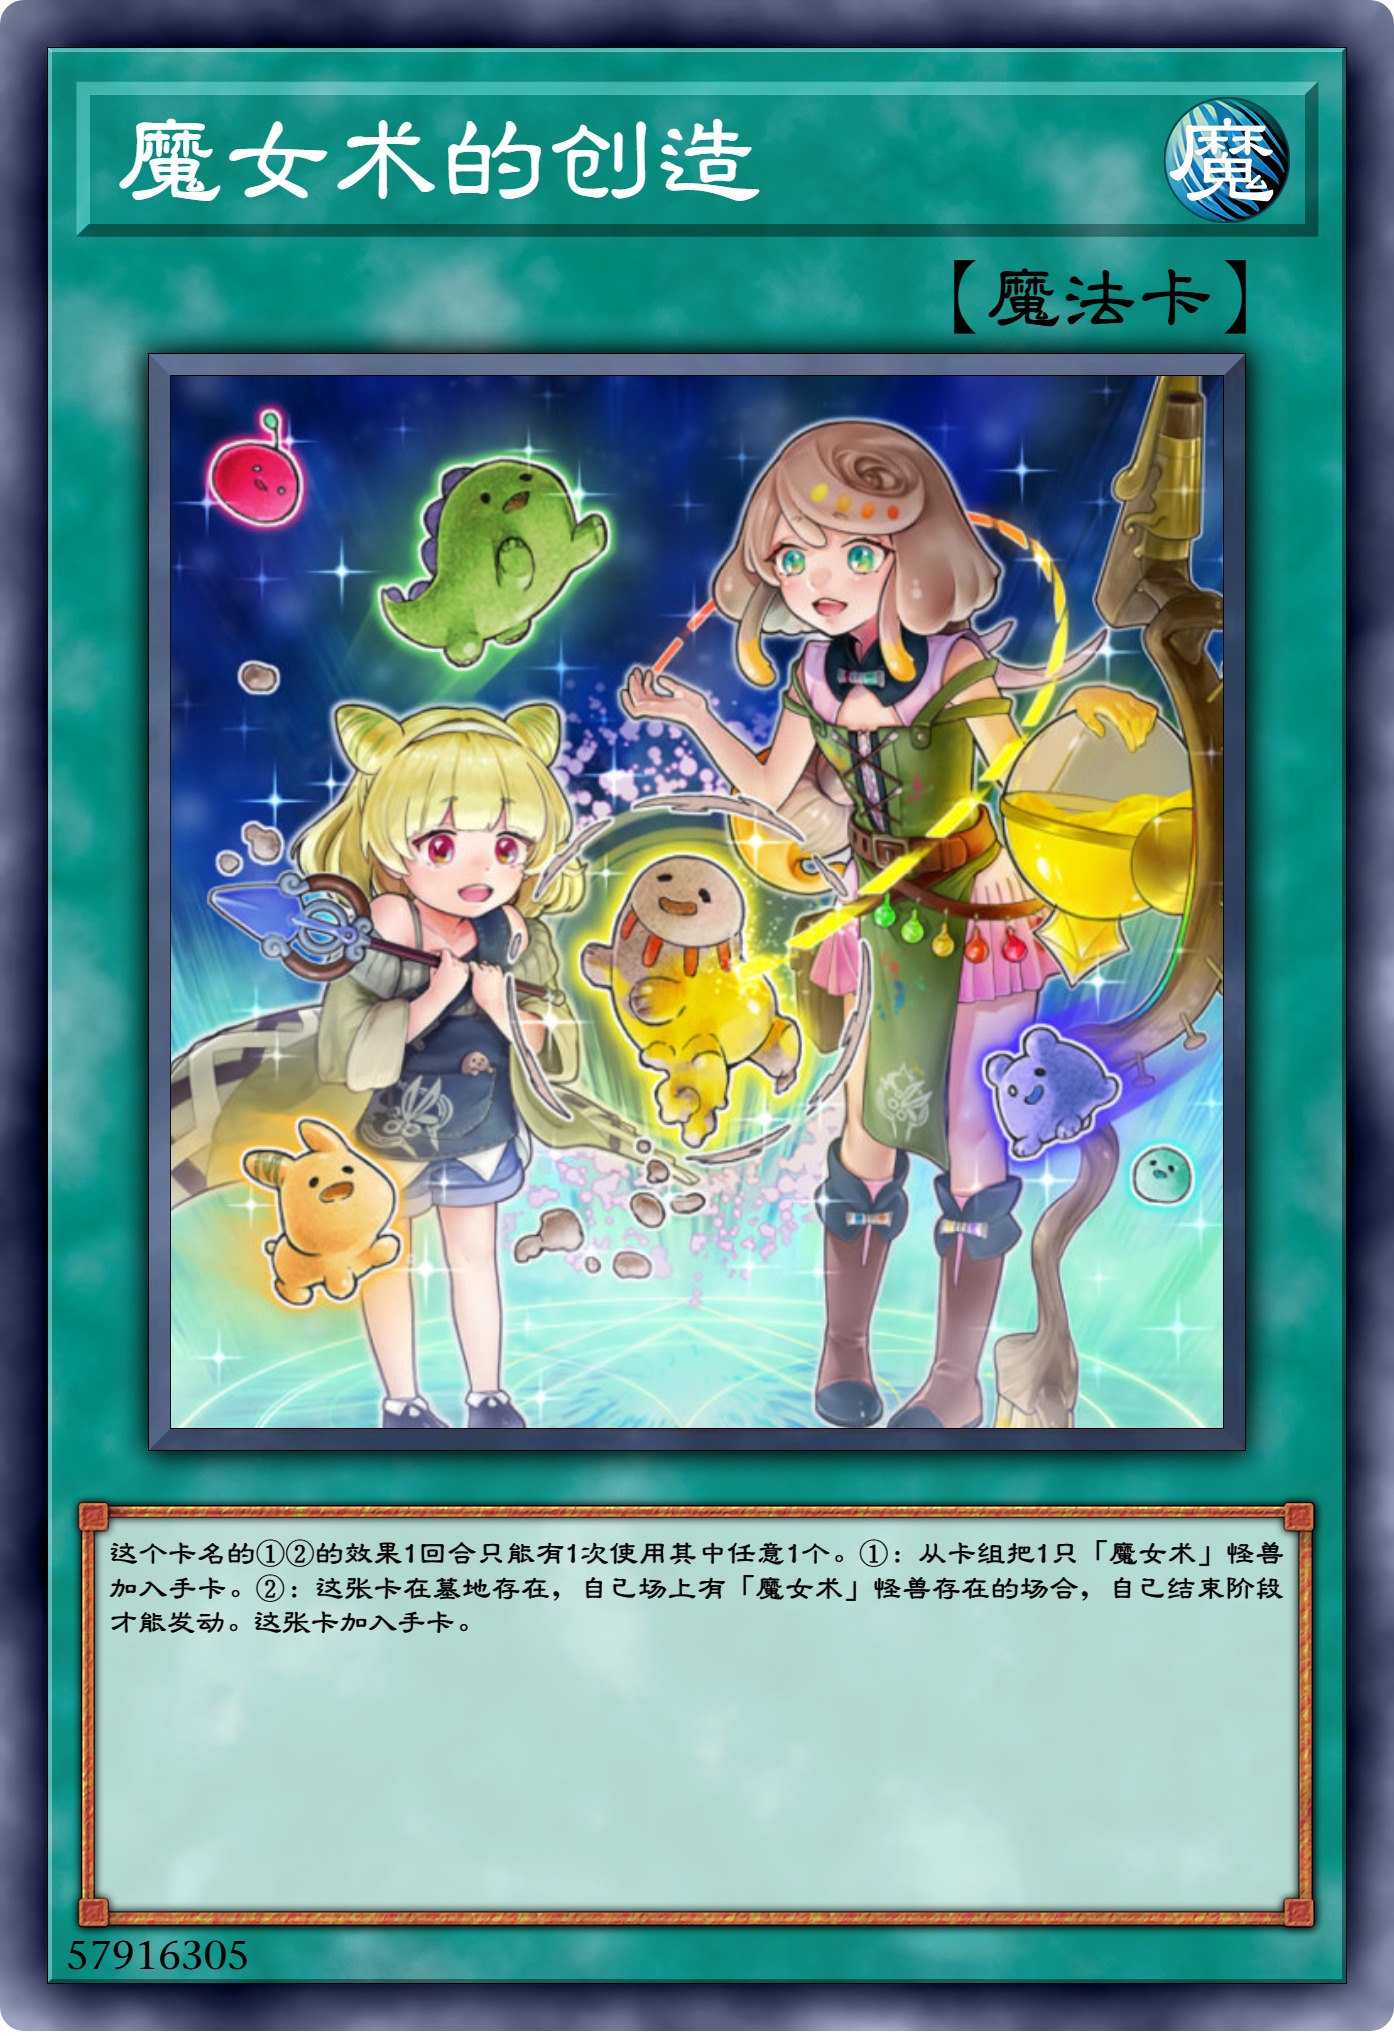 魔女术的创造
魔
【魔法卡】
这个卡名的①②的效果1回合只能有1次使用其中任意1个。①：从卡组把1只「魔女术」怪兽
加入手卡。②：这张卡在墓地存在，自己场上有「魔女术」怪兽存在的场合，自己结束阶段
才能发动。这张卡加入手卡。
57916305